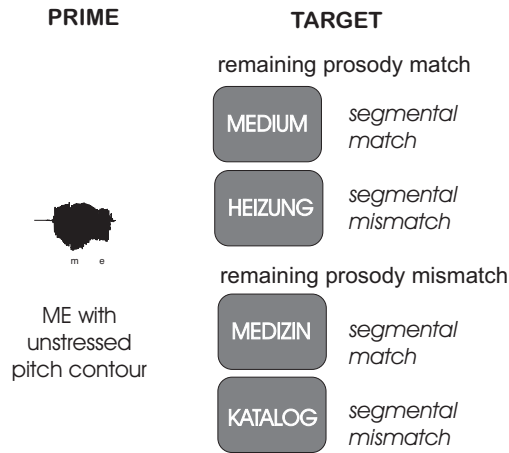 PRIME
TARGET
remaining prosody match
MEDIUM
segmental
match
HEIZUNG
segmental
mismatch
m e
ME with
unstressed
pitch contour
remaining prosody mismatch
MEDIZIN
segmental
match
KATALOG
segmental
mismatch